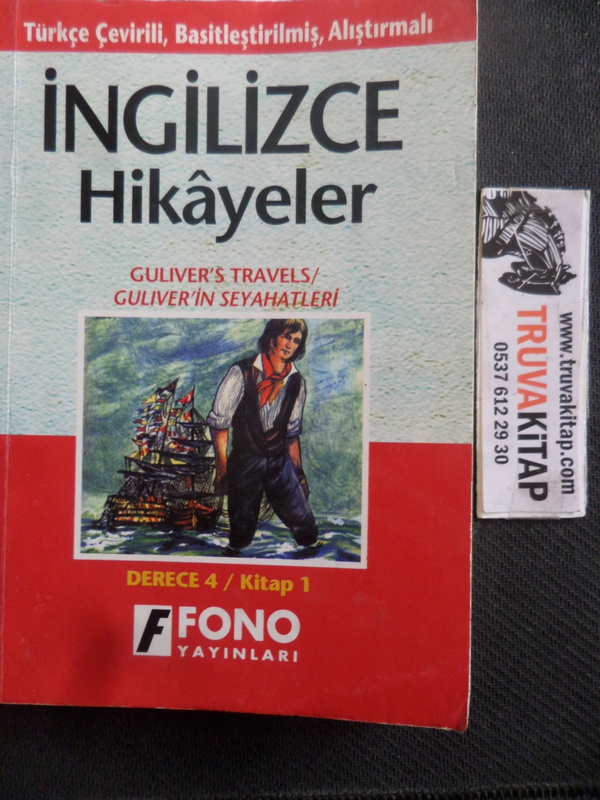 Türkçe Çevirili, Basitleştirilmiş, Alıştırmalı
İNGİLİZCE
Hikâyeler
GULIVER'S TRAVELS/
GULIVER'İN SEYAHATLERİ
DERECE 4 / Kitap 1
F FONO
YAYINLARI
www.truvakitap.com
TRUVAKİTAP
0537 612 29 30